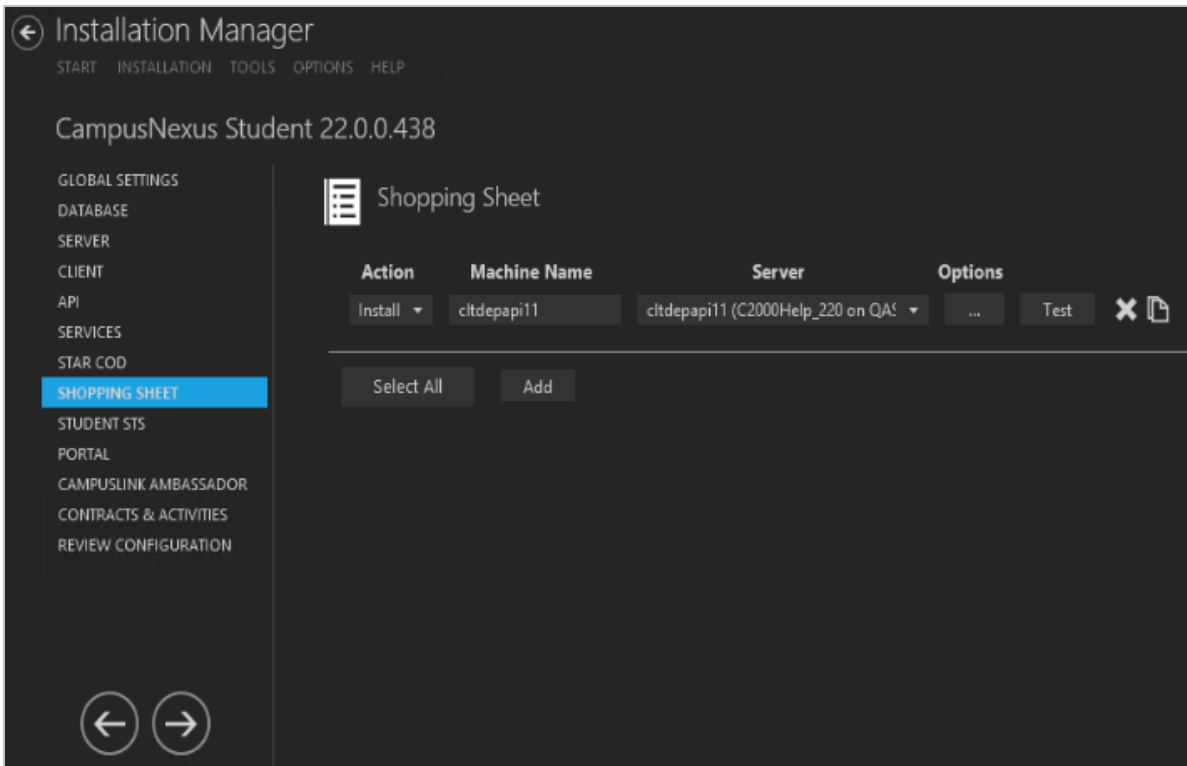 Installation Manager
START INSTALLATION TOOLS OPTIONS HELP
CampusNexus Student 22.0.0.438
GLOBAL SETTINGS
DATABASE
SERVER
CLIENT
API
SERVICES
STAR COD
SHOPPING SHEET
STUDENT STS
PORTAL
CAMPUSLINK AMBASSADOR
CONTRACTS & ACTIVITIES
REVIEW CONFIGURATION
Shopping Sheet
Action Machine Name Server Options
Install cltdepapi11 cltdepapi11 (C2000Help_220 on QAS ... Test
Select All Add